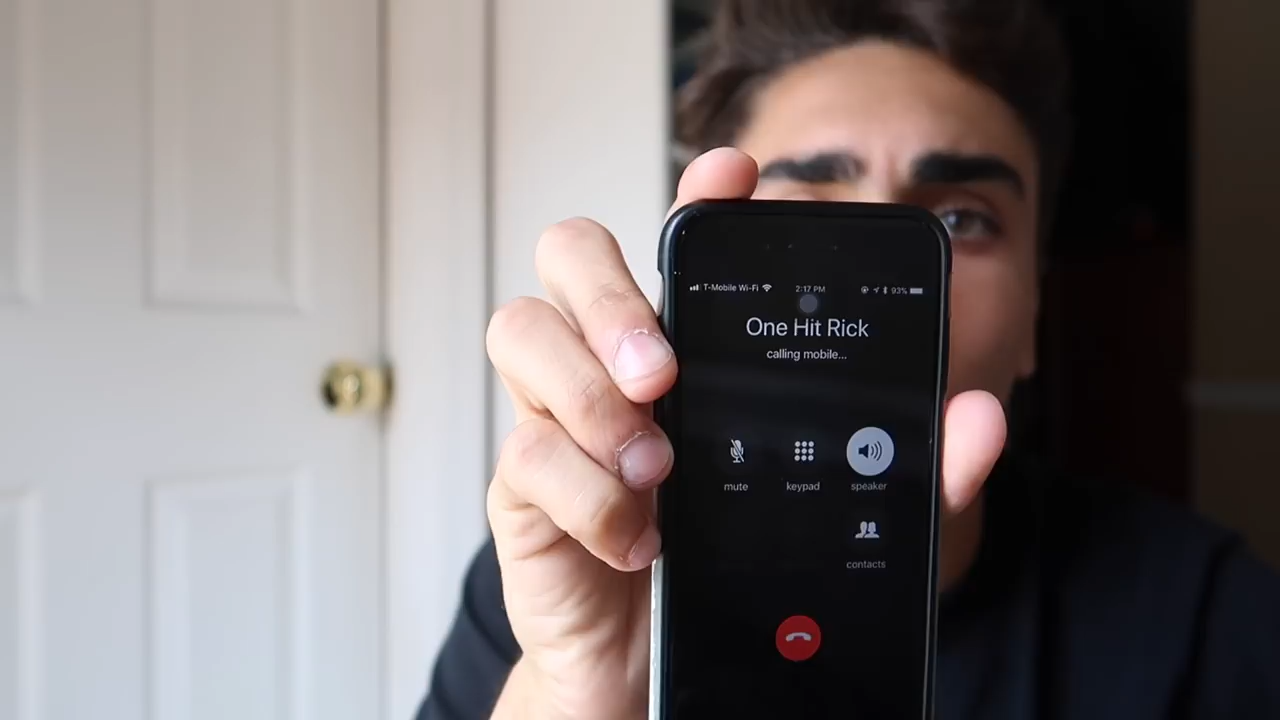 T-Mobile Wi-Fi 2:17 PM 93%
One Hit Rick
calling mobile...
mute keypad speaker
contacts